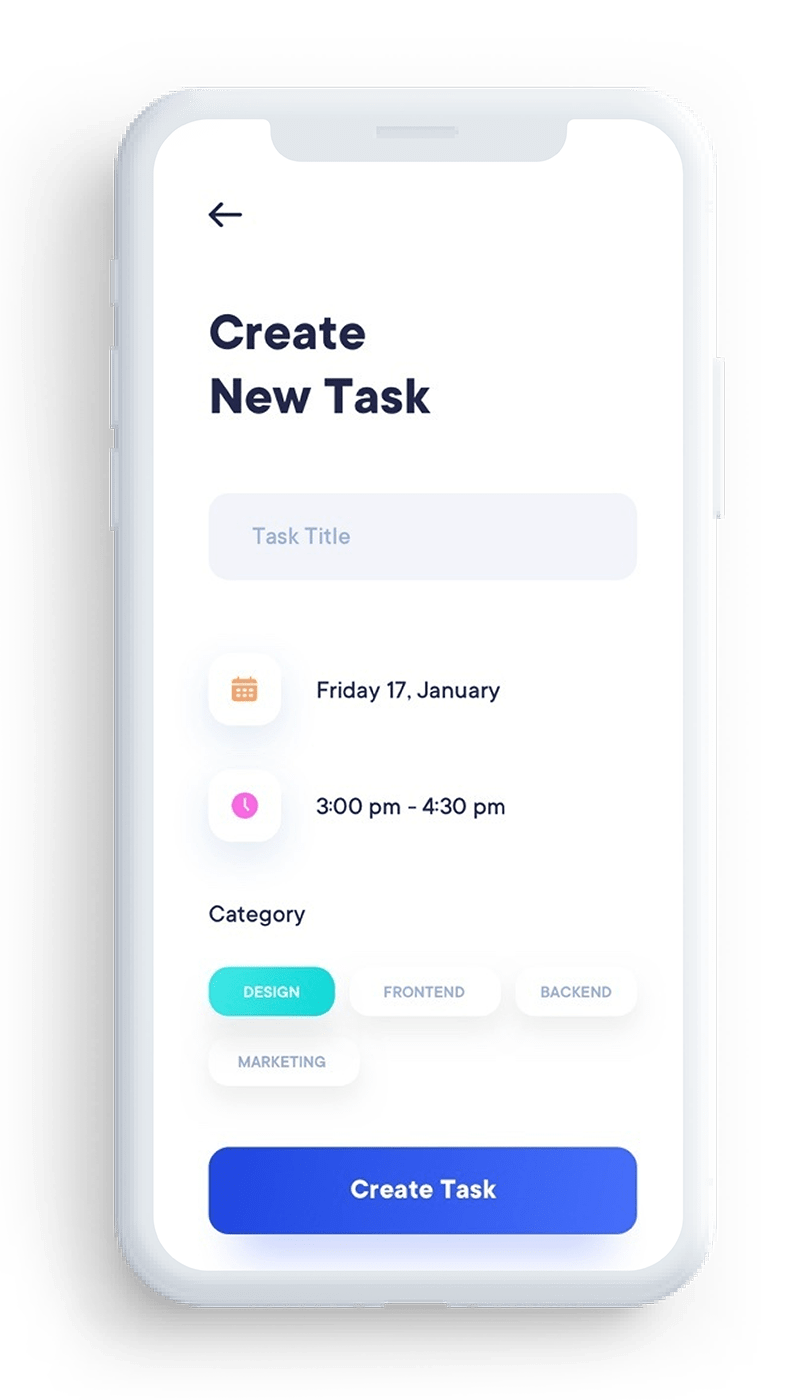 Create
New Task
Task Title
Friday 17, January
3:00 pm - 4:30 pm
Category
DESIGN FRONTEND BACKEND
MARKETING
Create Task